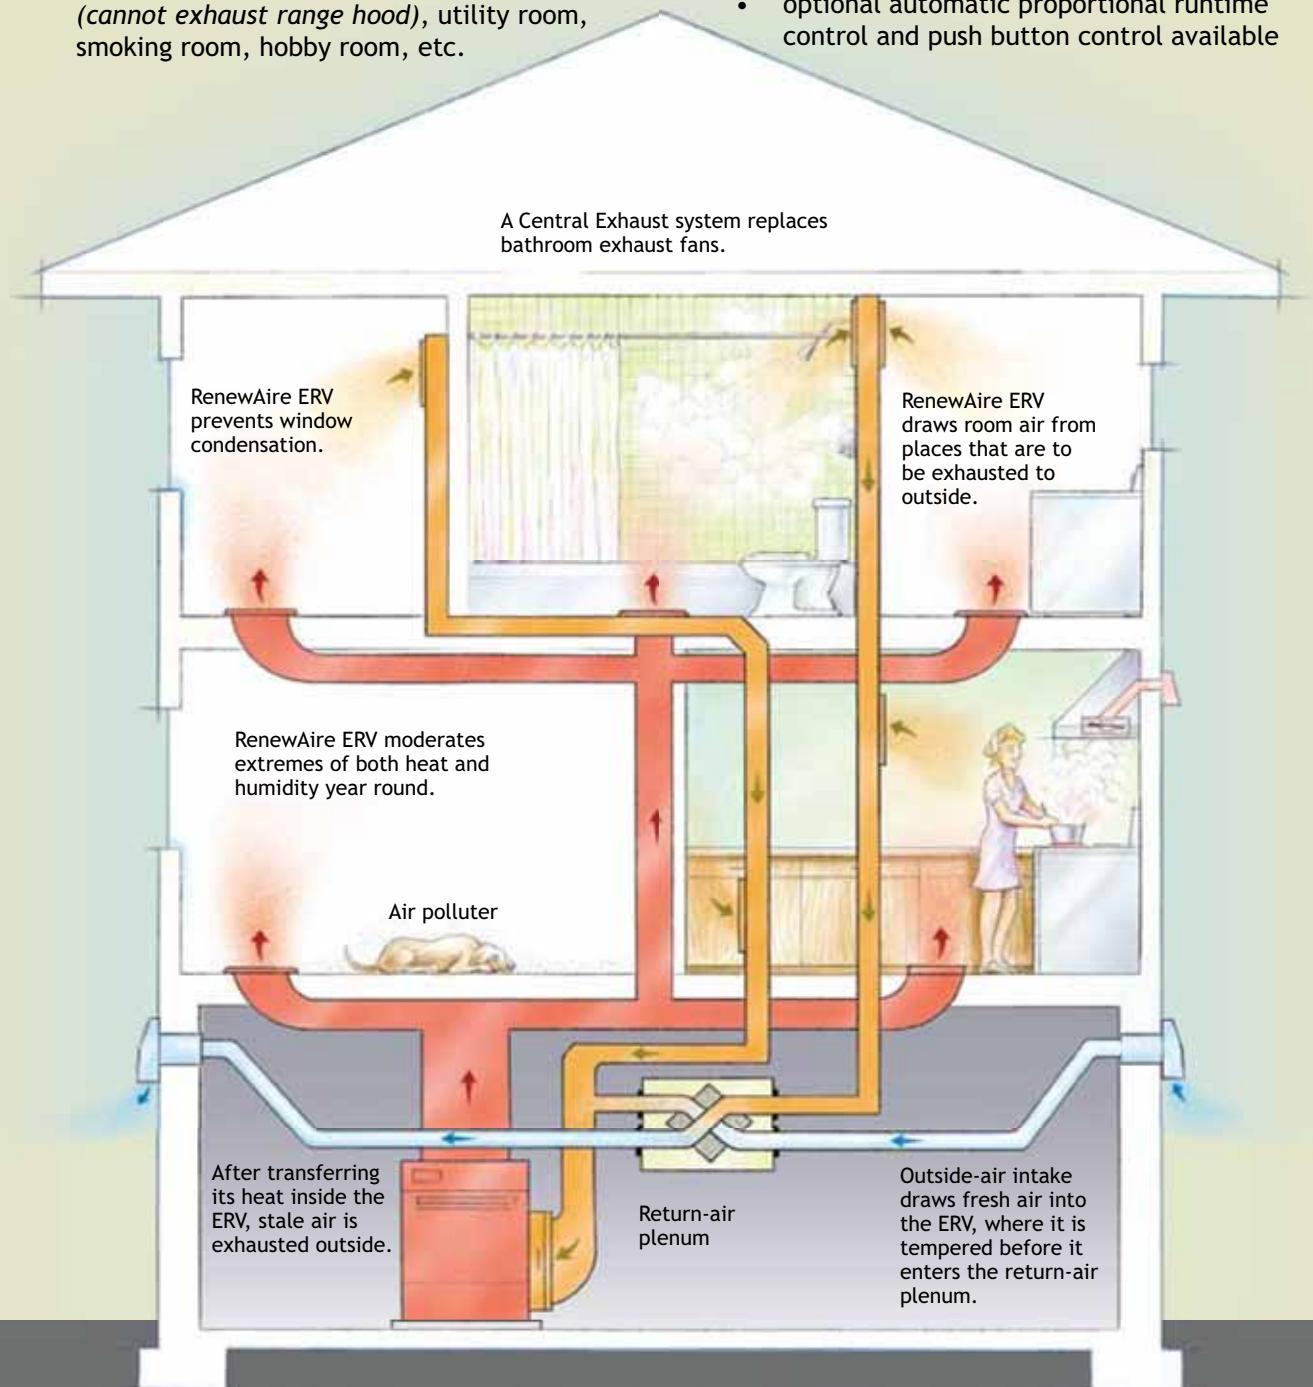 (cannot exhaust range hood), utility room,
smoking room, hobby room, etc.
• optional automatic proportional runtime
control and push button control available
A Central Exhaust system replaces
bathroom exhaust fans.
RenewAire ERV
prevents window
condensation.
RenewAire ERV
draws room air from
places that are to
be exhausted to
outside.
RenewAire ERV moderates
extremes of both heat and
humidity year round.
Air polluter
After transferring
its heat inside the
ERV, stale air is
exhausted outside.
Return-air
plenum
Outside-air intake
draws fresh air into
the ERV, where it is
tempered before it
enters the return-air
plenum.